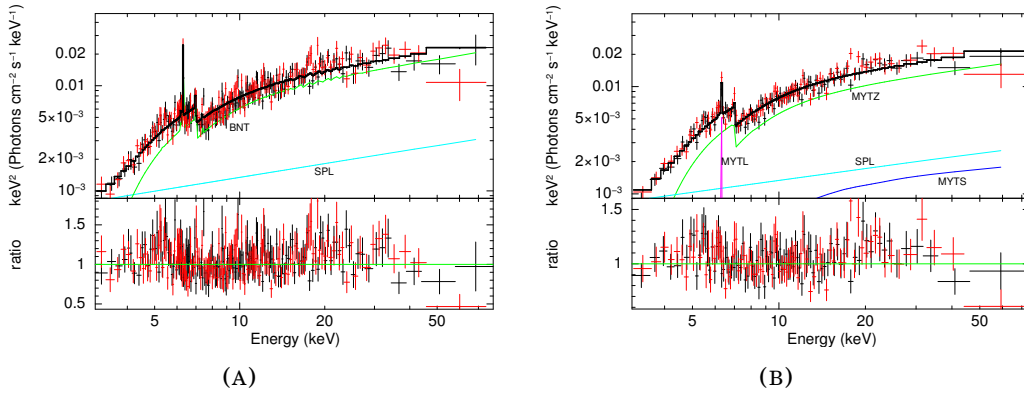 keV² (Photons cm⁻² s⁻¹ keV⁻¹)
0.02
0.01
5×10⁻³
2×10⁻³
10⁻³
BNT
SPL
ratio
1.5
1
0.5
5
10
20
50
Energy (keV)
(A)
keV² (Photons cm⁻² s⁻¹ keV⁻¹)
0.02
0.01
5×10⁻³
2×10⁻³
10⁻³
MYTZ
MYTL
SPL
MYTS
ratio
1.5
1
5
10
20
50
Energy (keV)
(B)